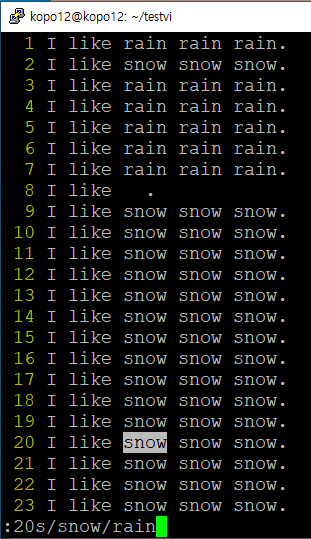 kopo12@kopo12: ~/testvi
1 I like rain rain rain.
2 I like snow snow snow.
3 I like rain rain rain.
4 I like rain rain rain.
5 I like rain rain rain.
6 I like rain rain rain.
7 I like rain rain rain.
8 I like   .
9 I like snow snow snow.
10 I like snow snow snow.
11 I like snow snow snow.
12 I like snow snow snow.
13 I like snow snow snow.
14 I like snow snow snow.
15 I like snow snow snow.
16 I like snow snow snow.
17 I like snow snow snow.
18 I like snow snow snow.
19 I like snow snow snow.
20 I like snow snow snow.
21 I like snow snow snow.
22 I like snow snow snow.
23 I like snow snow snow.
:20s/snow/rain